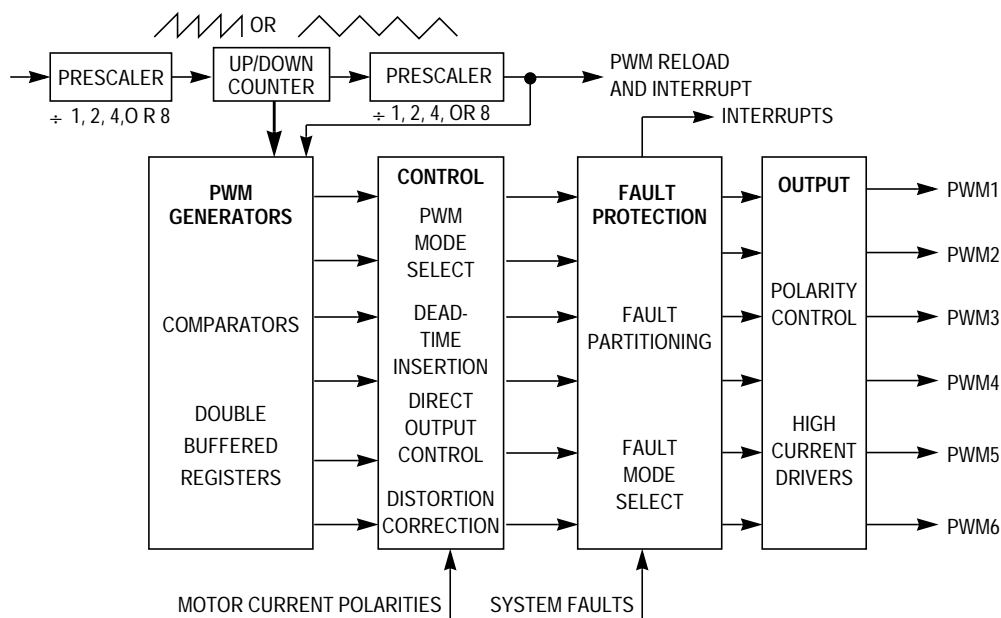 OR
PRESCALER
÷ 1, 2, 4,O R 8
UP/DOWN
COUNTER
PRESCALER
÷ 1, 2, 4, OR 8
PWM RELOAD
AND INTERRUPT
INTERRUPTS
PWM
GENERATORS
COMPARATORS
DOUBLE
BUFFERED
REGISTERS
CONTROL
PWM
MODE
SELECT
DEAD-
TIME
INSERTION
DIRECT
OUTPUT
CONTROL
DISTORTION
CORRECTION
FAULT
PROTECTION
FAULT
PARTITIONING
FAULT
MODE
SELECT
OUTPUT
POLARITY
CONTROL
HIGH
CURRENT
DRIVERS
PWM1
PWM2
PWM3
PWM4
PWM5
PWM6
MOTOR CURRENT POLARITIES
SYSTEM FAULTS